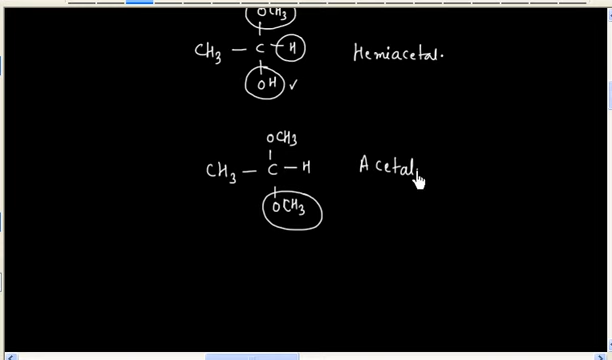 OCH3
CH3 — C — H Hemiacetal.
OH ✓
OCH3
CH3 — C — H Acetal
OCH3